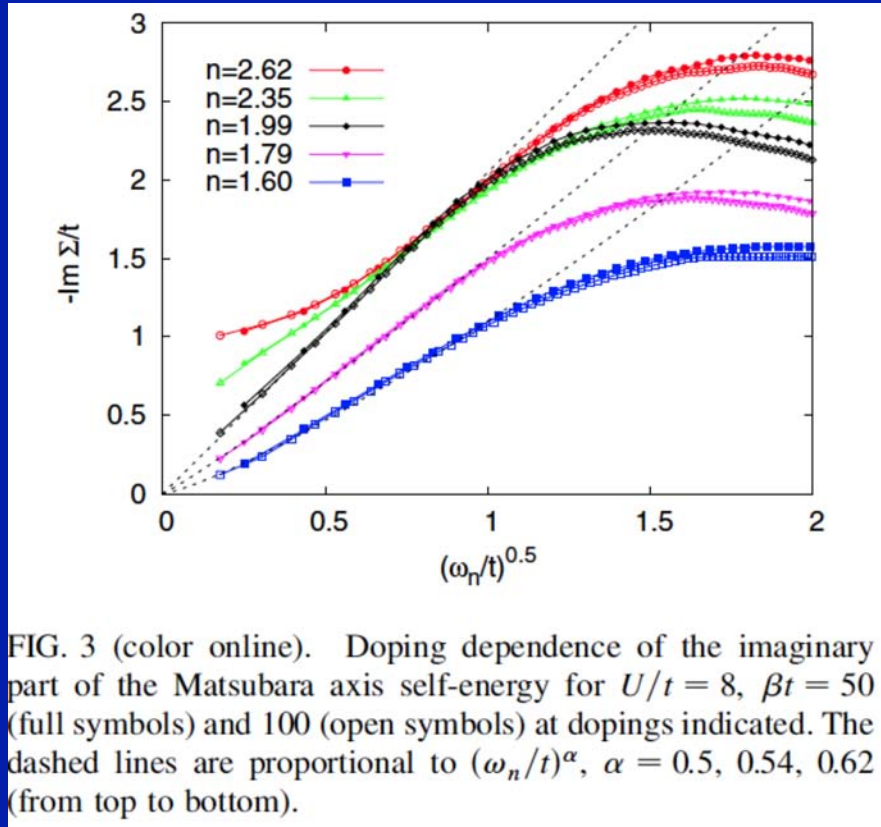 3
2.5
2
1.5
1
0.5
0
-Im Σ/t
n=2.62
n=2.35
n=1.99
n=1.79
n=1.60
0 0.5 1 1.5 2
(ωn/t)^0.5
FIG. 3 (color online). Doping dependence of the imaginary
part of the Matsubara axis self-energy for U/t = 8, βt = 50
(full symbols) and 100 (open symbols) at dopings indicated. The
dashed lines are proportional to (ωn/t)^α, α = 0.5, 0.54, 0.62
(from top to bottom).